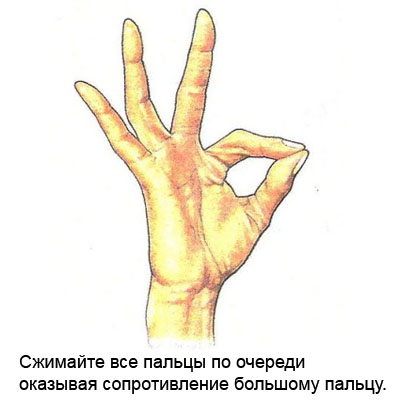 Сжимайте все пальцы по очереди
оказывая сопротивление большому пальцу.